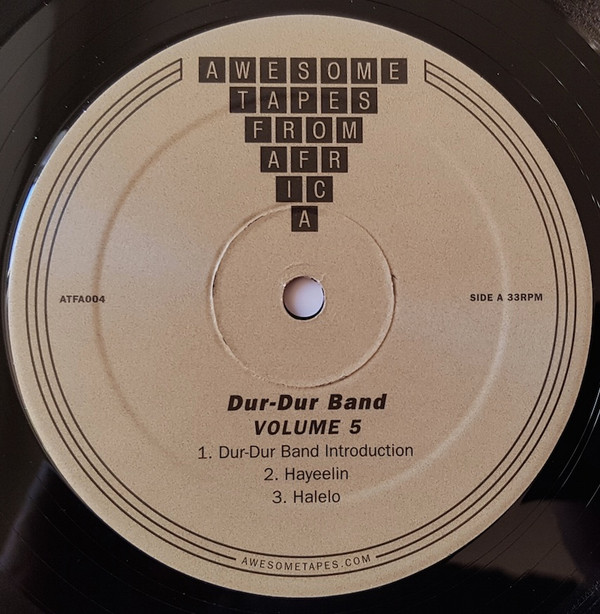 AWESOME
TAPES
FROM
AFR
IC
A
ATFA004
SIDE A 33RPM
Dur-Dur Band
VOLUME 5
1. Dur-Dur Band Introduction
2. Hayeelin
3. Halelo
AWESOMETAPES.COM